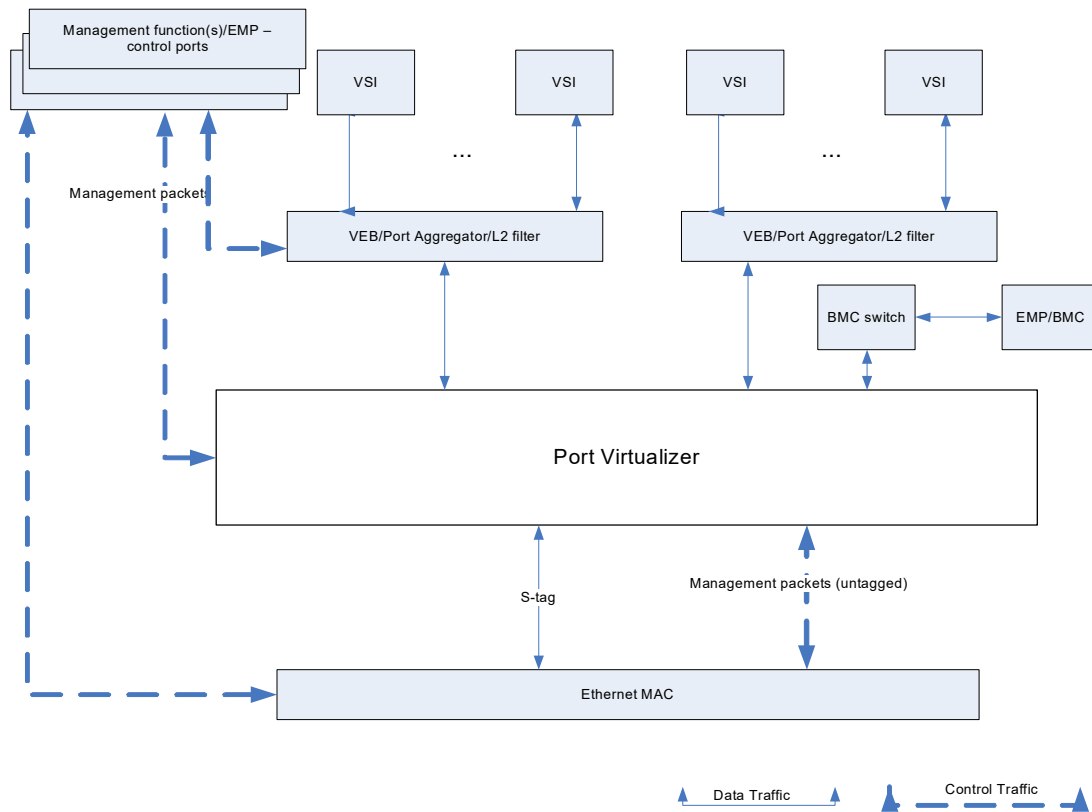 Management function(s)/EMP –
control ports
VSI
VSI
VSI
VSI
...
...
Management packets
VEB/Port Aggregator/L2 filter
VEB/Port Aggregator/L2 filter
BMC switch
EMP/BMC
Port Virtualizer
S-tag
Management packets (untagged)
Ethernet MAC
Data Traffic
Control Traffic